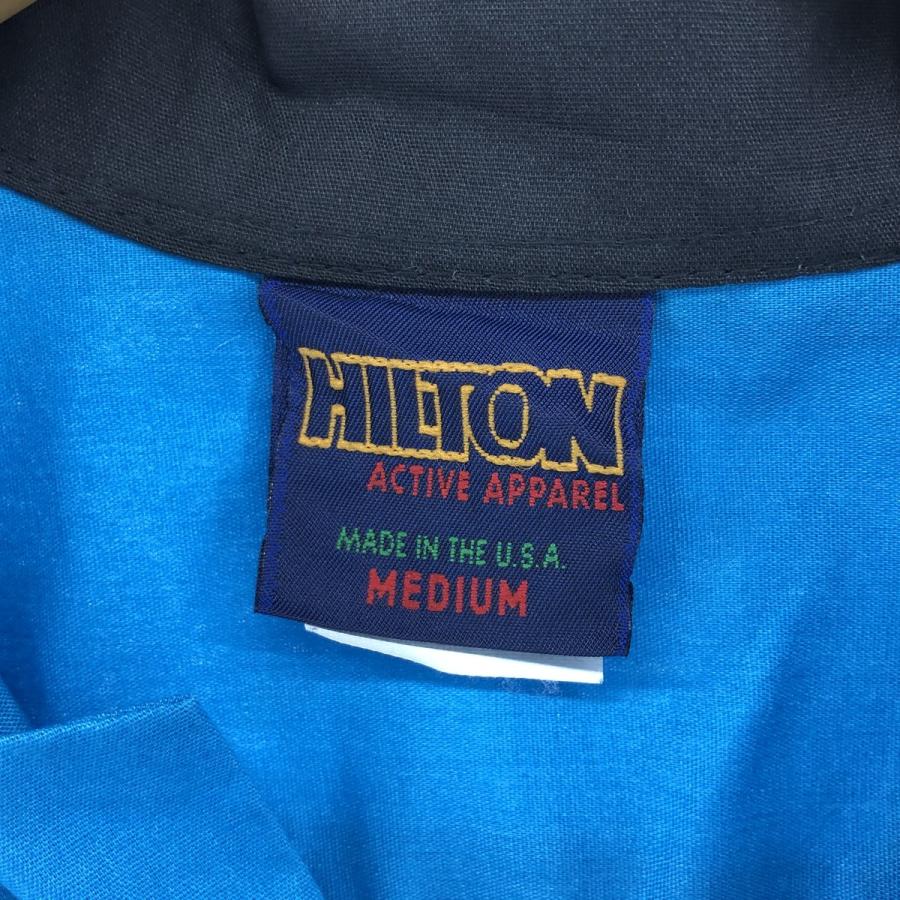 HILTON
ACTIVE APPAREL
MADE IN THE U.S.A.
MEDIUM